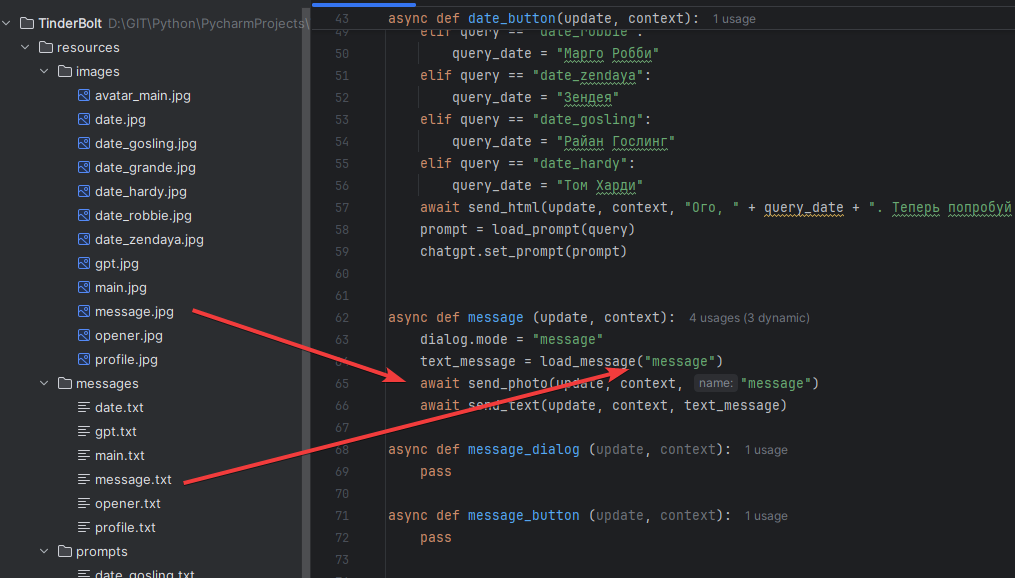 TinderBolt D:\GIT\Python\PycharmProjects\
resources
images
avatar_main.jpg
date.jpg
date_gosling.jpg
date_grande.jpg
date_hardy.jpg
date_robbie.jpg
date_zendaya.jpg
gpt.jpg
main.jpg
message.jpg
opener.jpg
profile.jpg
messages
date.txt
gpt.txt
main.txt
message.txt
opener.txt
profile.txt
prompts
date_gosling.txt
43 async def date_button(update, context): 1 usage
49 elif query == "date_robbie":
50 query_date = "Марго Робби"
51 elif query == "date_zendaya":
52 query_date = "Зендея"
53 elif query == "date_gosling":
54 query_date = "Райан Гослинг"
55 elif query == "date_hardy":
56 query_date = "Том Харди"
57 await send_html(update, context, "Ого, " + query_date + ". Теперь попробуй
58 prompt = load_prompt(query)
59 chatgpt.set_prompt(prompt)
60
61
62 async def message (update, context): 4 usages (3 dynamic)
63 dialog.mode = "message"
text_message = load_message("message")
65 await send_photo(update, context, name: "message")
66 await send_text(update, context, text_message)
67
68 async def message_dialog (update, context): 1 usage
69 pass
70
71 async def message_button (update, context): 1 usage
72 pass
73